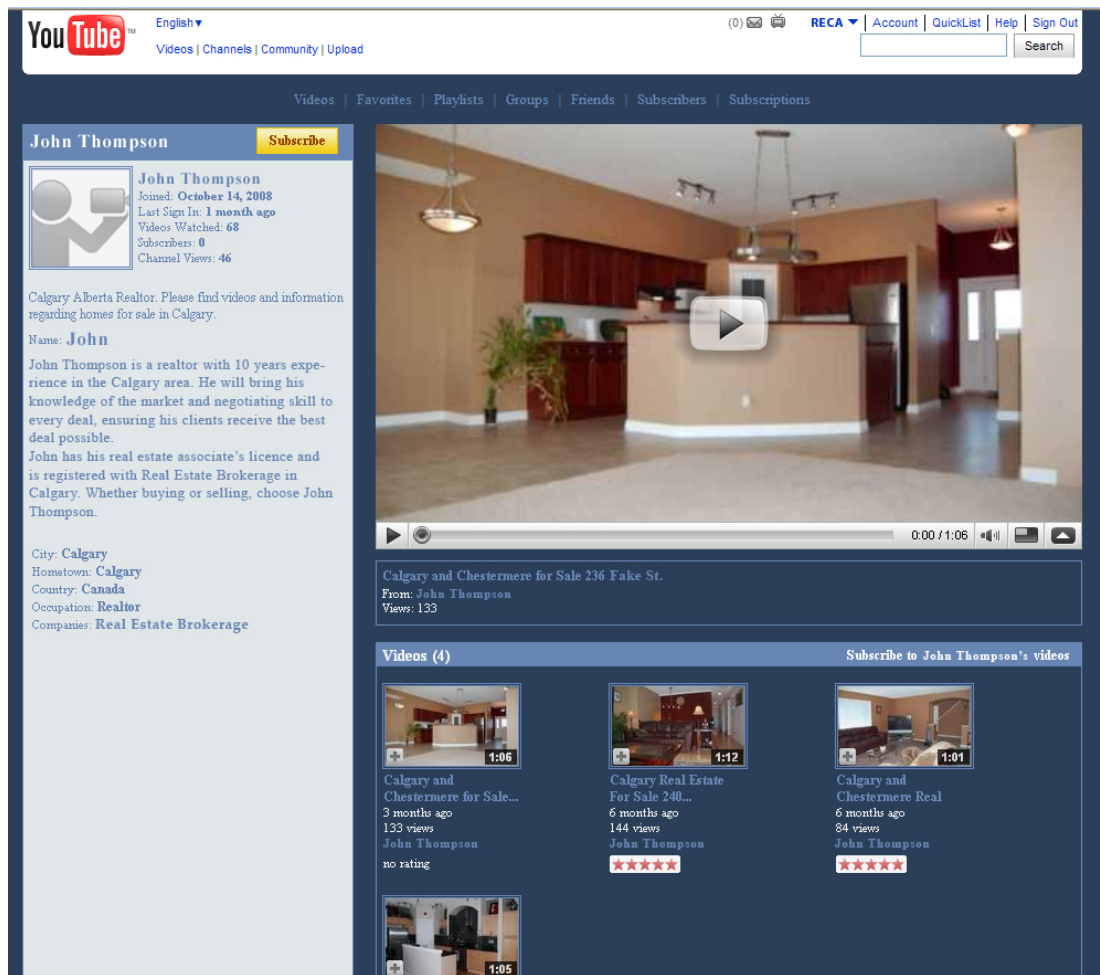 YouTube™
English▼
Videos | Channels | Community | Upload
(0) RECA ▼ | Account | QuickList | Help | Sign Out
Search
Videos | Favorites | Playlists | Groups | Friends | Subscribers | Subscriptions
John Thompson
Subscribe
John Thompson
Joined: October 14, 2008
Last Sign In: 1 month ago
Videos Watched: 68
Subscribers: 0
Channel Views: 46
Calgary Alberta Realtor. Please find videos and information
regarding homes for sale in Calgary.
Name: John
John Thompson is a realtor with 10 years expe-
rience in the Calgary area. He will bring his
knowledge of the market and negotiating skill to
every deal, ensuring his clients receive the best
deal possible.
John has his real estate associate's licence and
is registered with Real Estate Brokerage in
Calgary. Whether buying or selling, choose John
Thompson.
City: Calgary
Hometown: Calgary
Country: Canada
Occupation: Realtor
Companies: Real Estate Brokerage
0:00 / 1:06
Calgary and Chestermere for Sale 236 Fake St.
From: John Thompson
Views: 133
Videos (4)
Subscribe to John Thompson's videos
1:06
Calgary and
Chestermere for Sale...
3 months ago
133 views
John Thompson
no rating
1:12
Calgary Real Estate
For Sale 240...
6 months ago
144 views
John Thompson
1:01
Calgary and
Chestermere Real
6 months ago
84 views
John Thompson
1:05